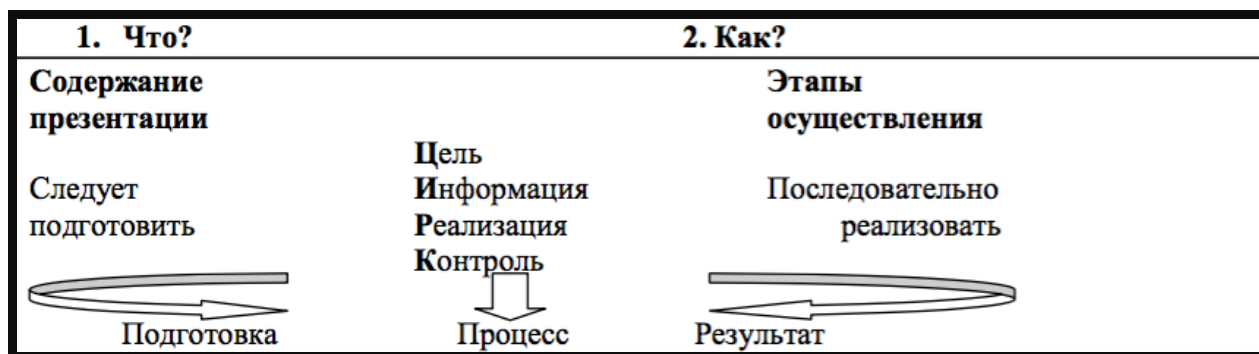 1. Что? 2. Как?
Содержание Этапы
презентации осуществления
Цель
Следует Информация Последовательно
подготовить Реализация реализовать
Контроль
Подготовка Процесс Результат